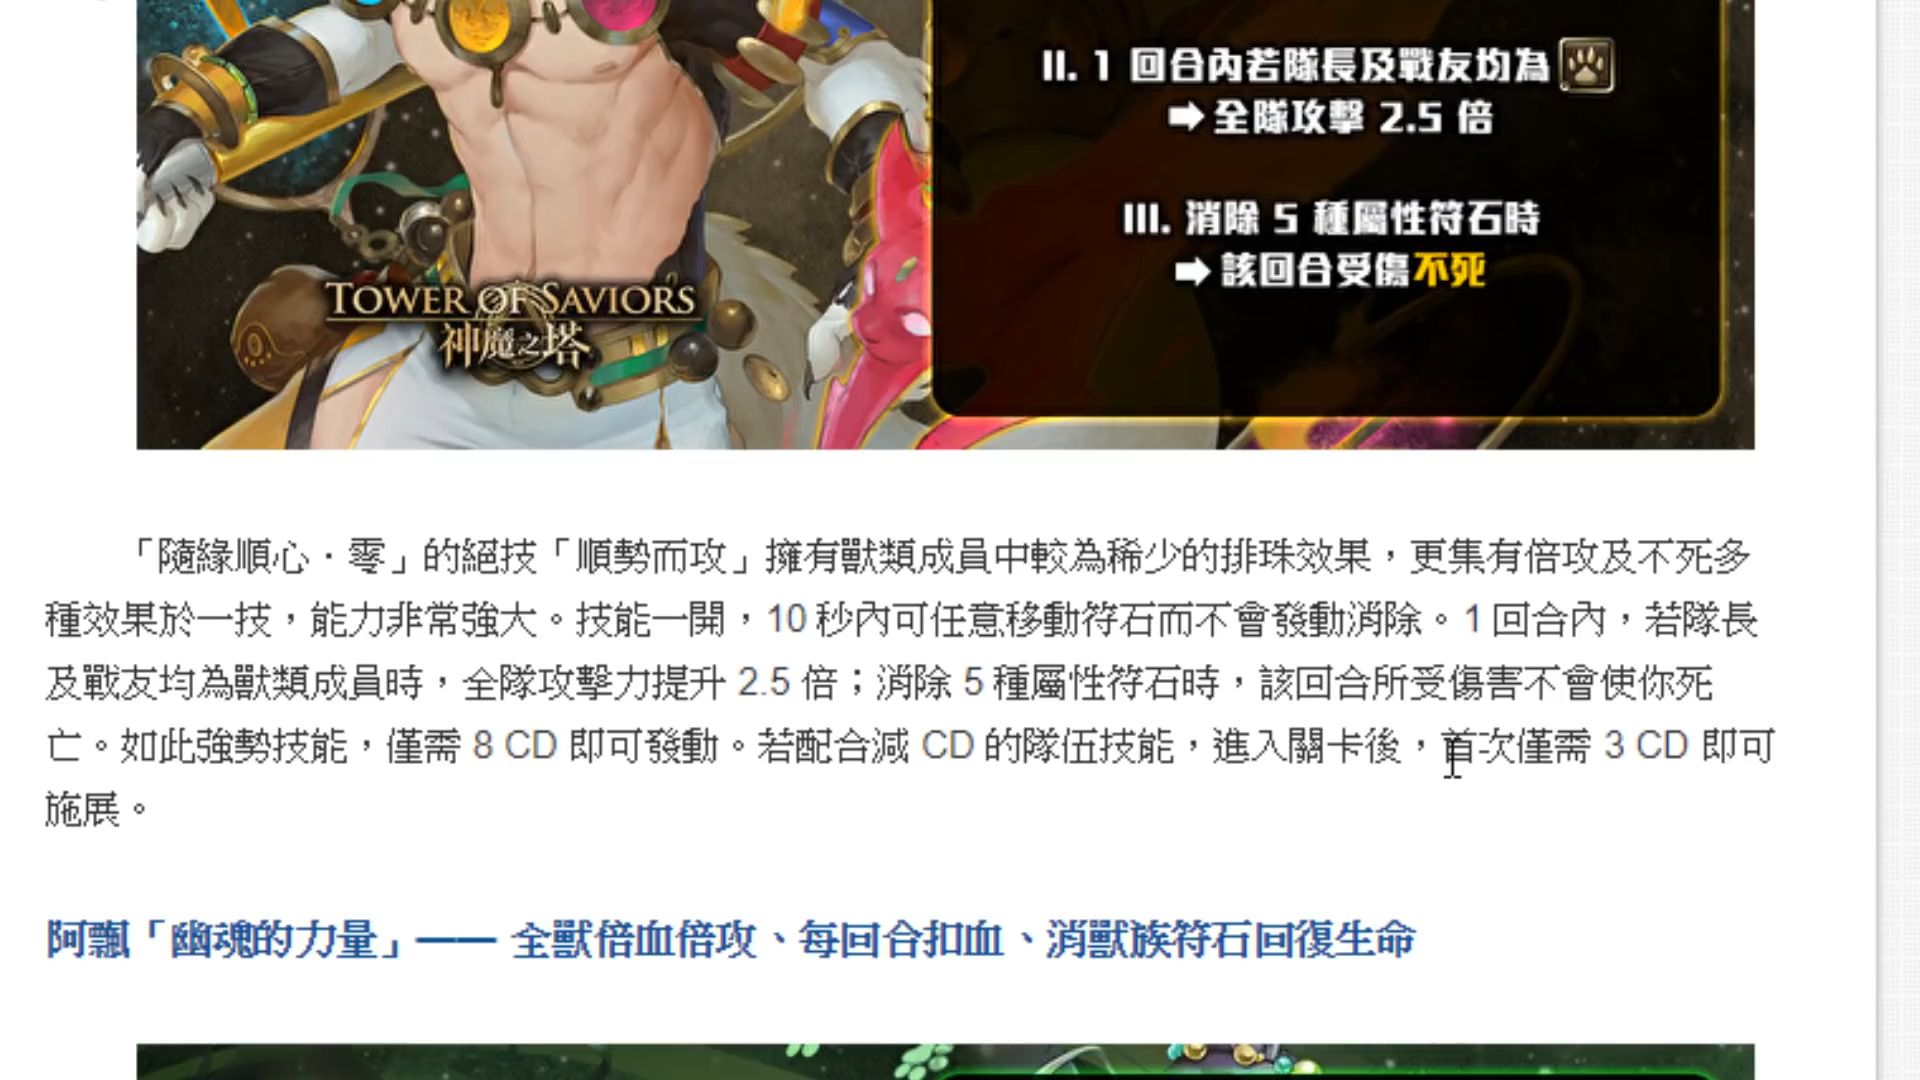 II. 1 回合內若隊長及戰友均為
➡ 全隊攻擊 2.5 倍
III. 消除 5 種屬性符石時
➡ 該回合受傷不死
TOWER OF SAVIORS
神魔之塔
「隨緣順心．零」的絕技「順勢而攻」擁有獸類成員中較為稀少的排珠效果，更集有倍攻及不死多
種效果於一技，能力非常強大。技能一開，10 秒內可任意移動符石而不會發動消除。1 回合內，若隊長
及戰友均為獸類成員時，全隊攻擊力提升 2.5 倍；消除 5 種屬性符石時，該回合所受傷害不會使你死
亡。如此強勢技能，僅需 8 CD 即可發動。若配合減 CD 的隊伍技能，進入關卡後，首次僅需 3 CD 即可
施展。
阿飄「幽魂的力量」—— 全獸倍血倍攻、每回合扣血、消獸族符石回復生命